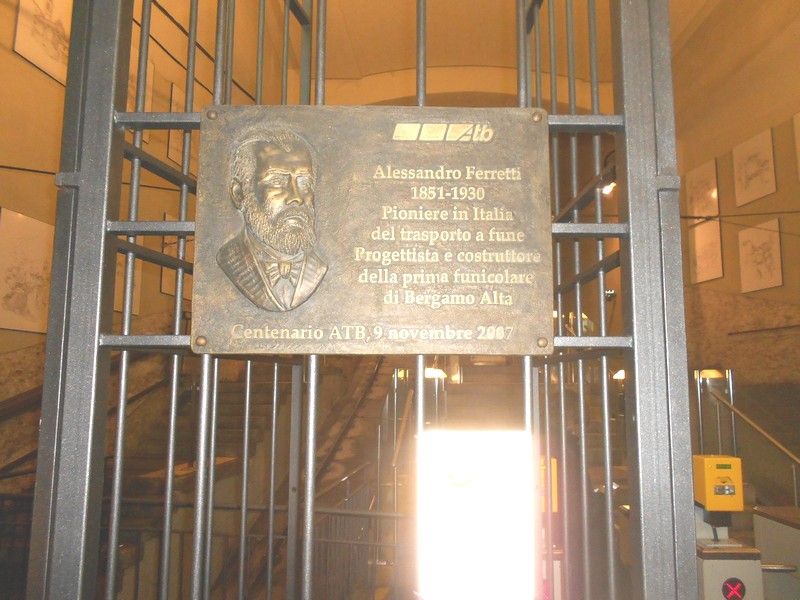 Atb
Alessandro Ferretti
1851-1930
Pioniere in Italia
del trasporto a fune
Progettista e costruttore
della prima funicolare
di Bergamo Alta
Centenario ATB, 9 novembre 2007